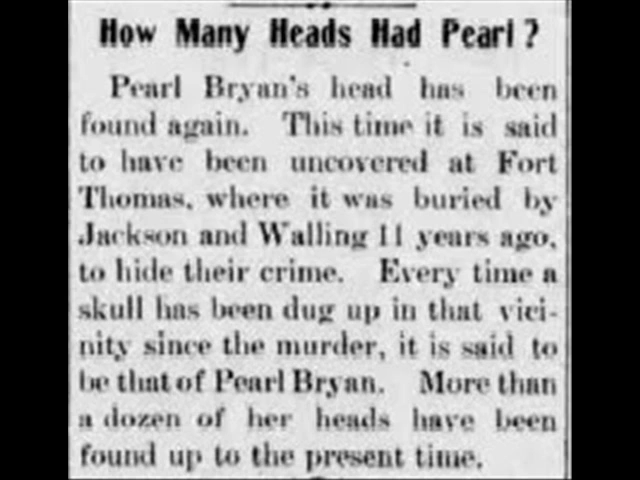 How Many Heads Had Pearl?
Pearl Bryan's head has been
found again. This time it is said
to have been uncovered at Fort
Thomas, where it was buried by
Jackson and Walling 11 years ago,
to hide their crime. Every time a
skull has been dug up in that vici-
nity since the murder, it is said to
be that of Pearl Bryan. More than
a dozen of her heads have been
found up to the present time.